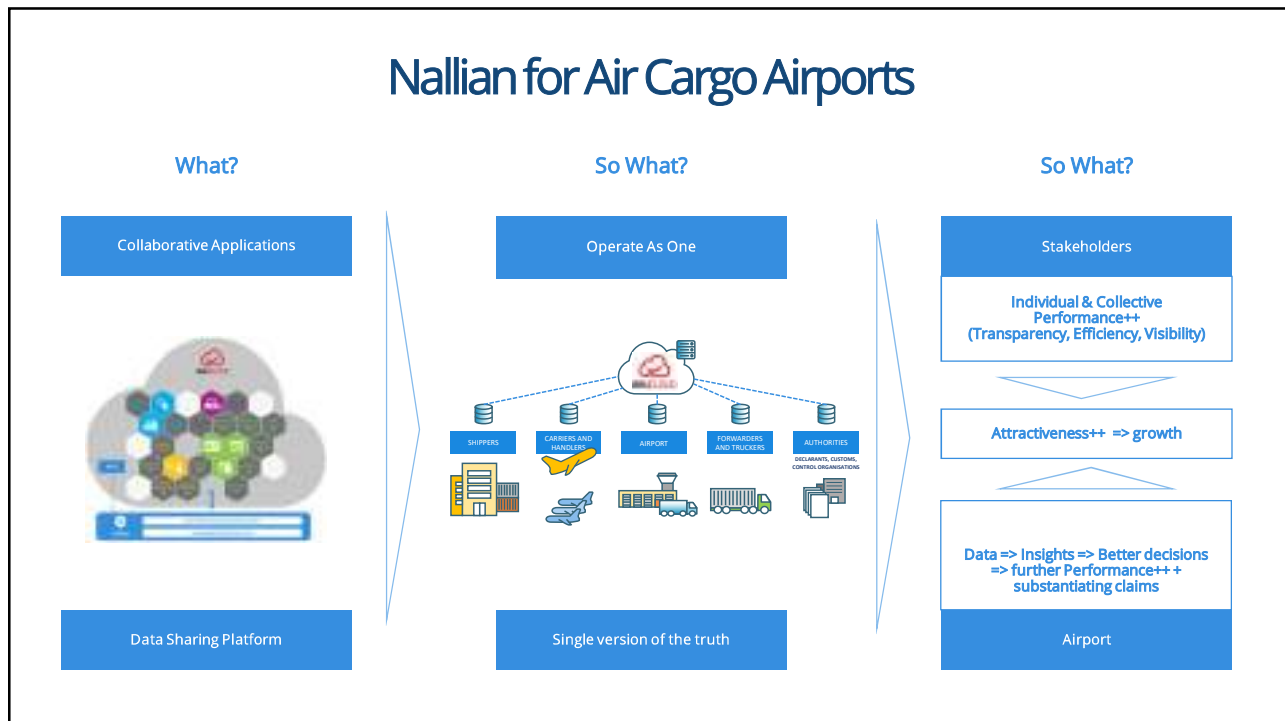 Nallian for Air Cargo Airports
What?
Collaborative Applications
Data Sharing Platform
So What?
Operate As One
CLOUD
SHIPPERS
CARRIERS AND
HANDLERS
AIRPORT
FORWARDERS
AND TRUCKERS
AUTHORITIES
DECLARANTS, CUSTOMS,
CONTROL ORGANISATIONS
Single version of the truth
So What?
Stakeholders
Individual & Collective
Performance++
(Transparency, Efficiency, Visibility)
Attractiveness++ => growth
Data => Insights => Better decisions
=> further Performance++ +
substantiating claims
Airport